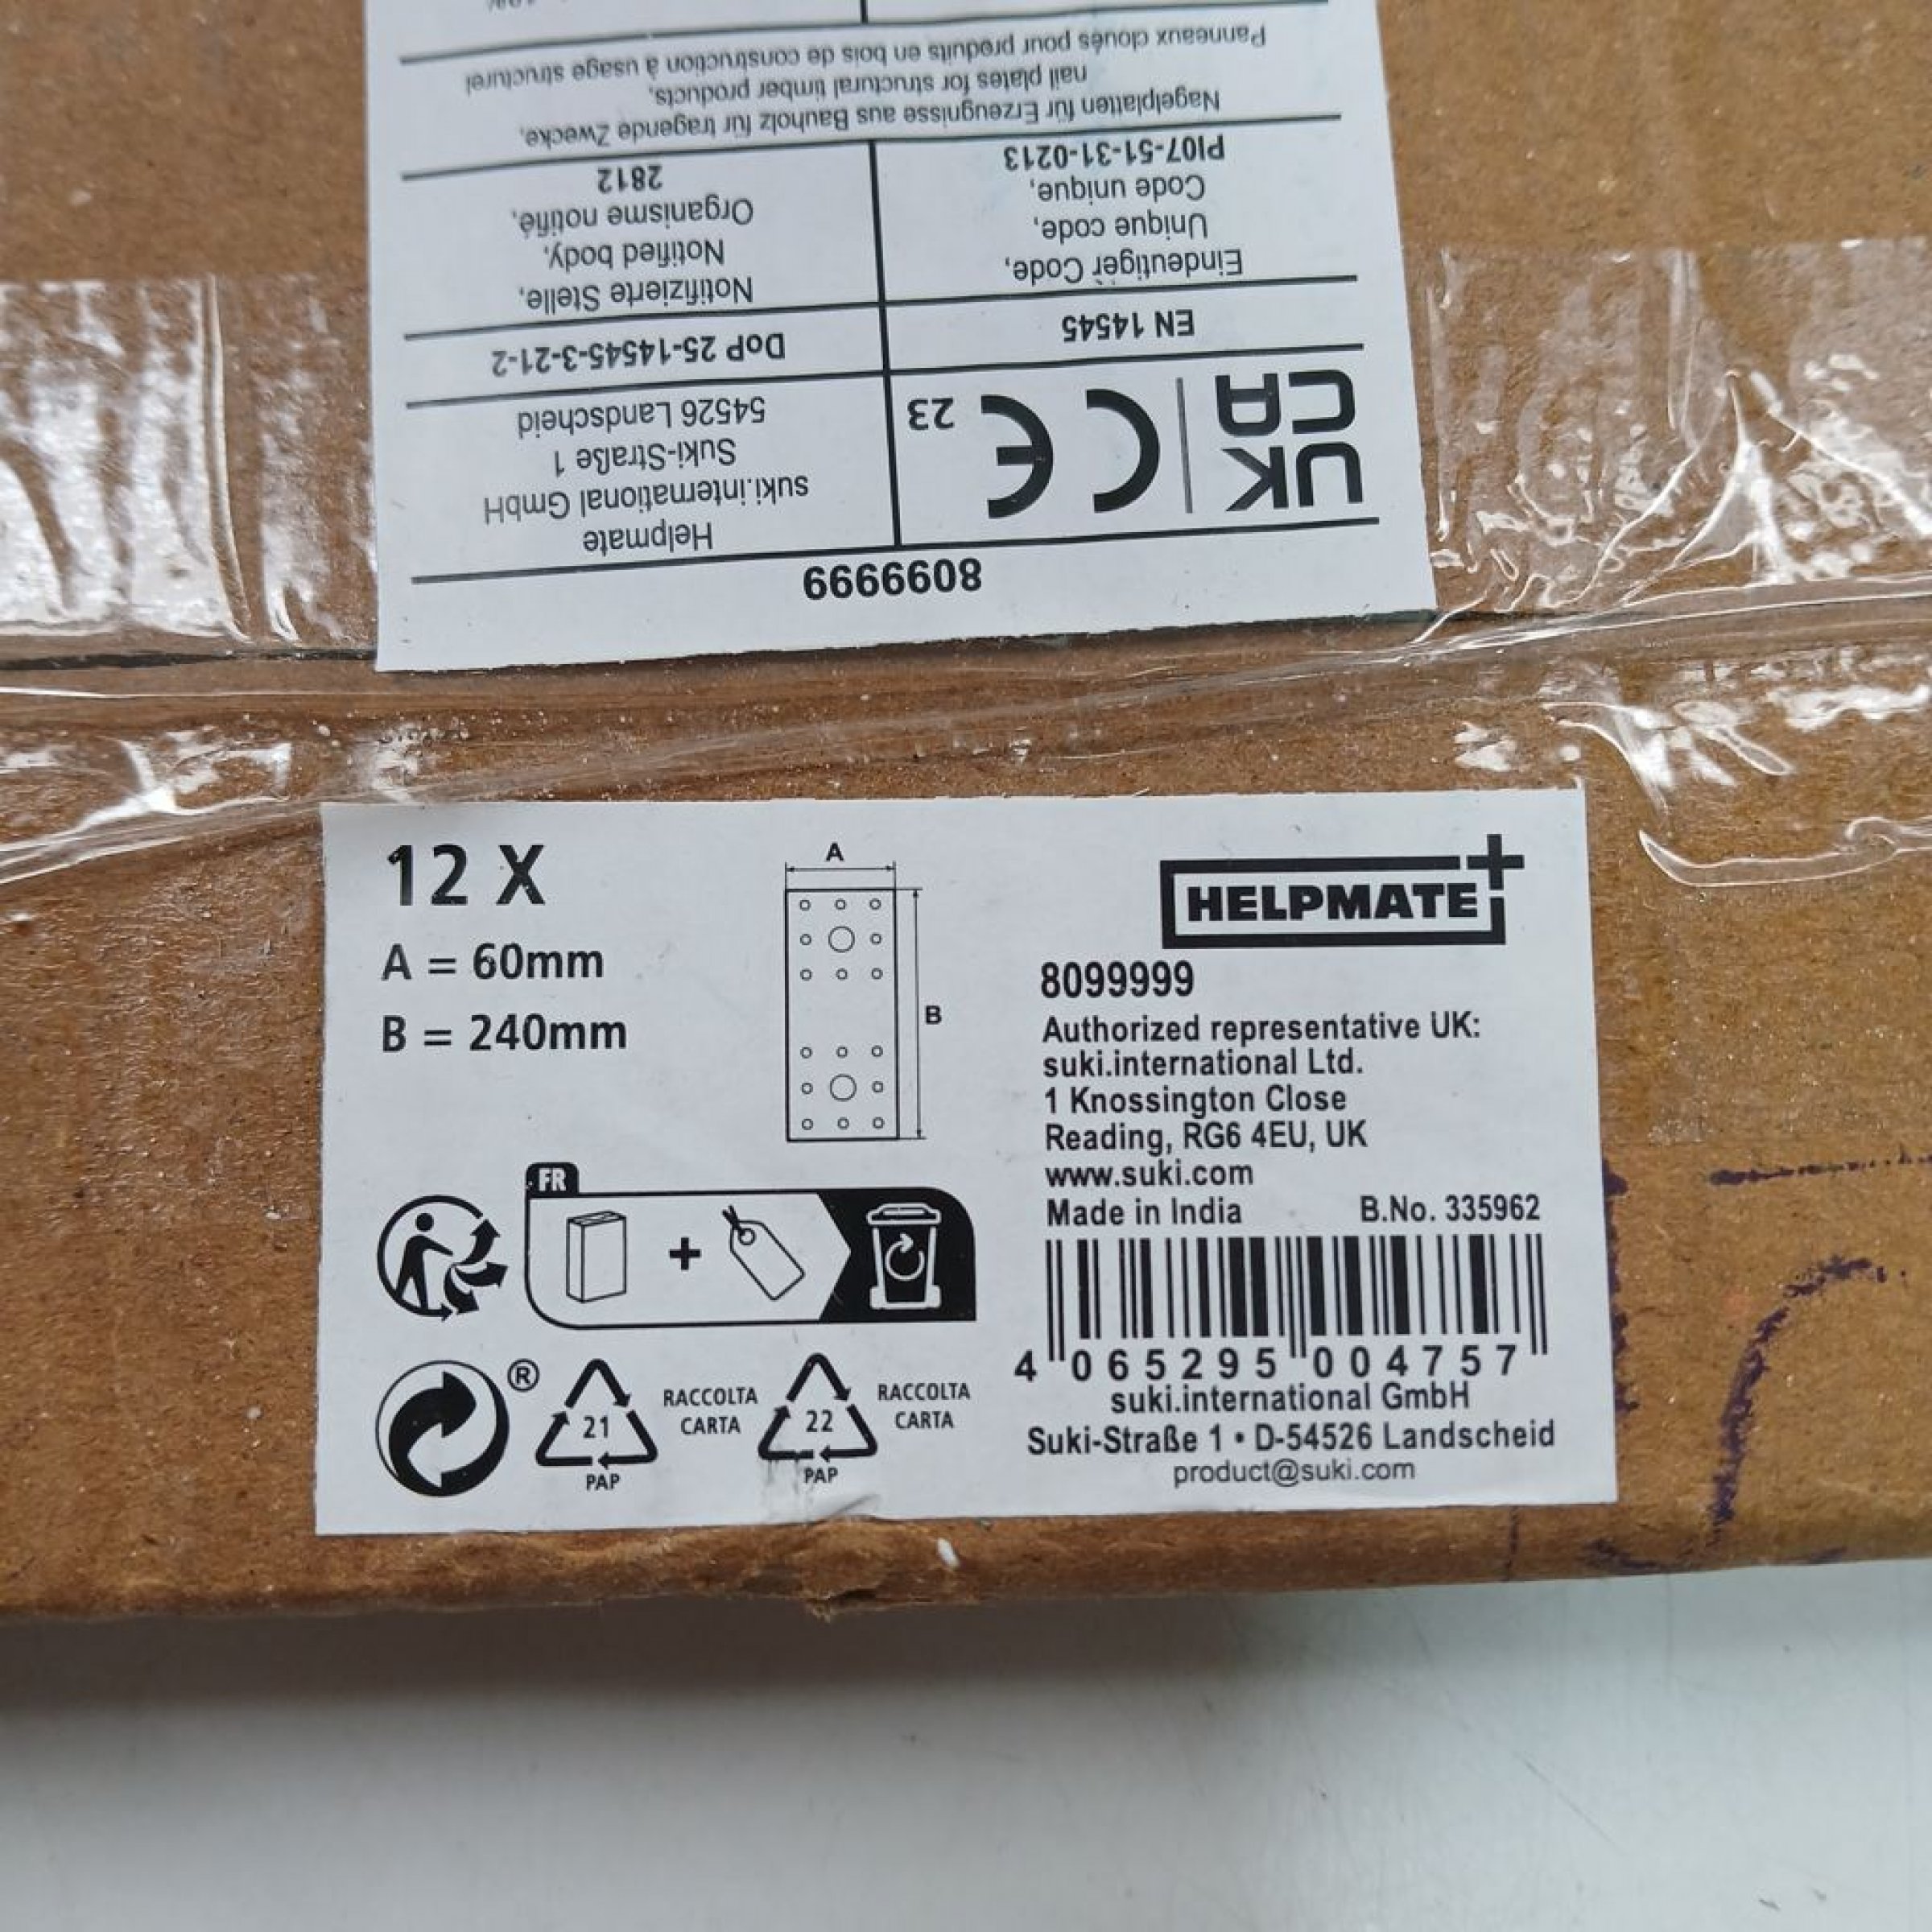 8099999
Helpmate
suki.international GmbH
Suki-Straße 1
54526 Landscheid
UK
CA
CE
23
EN 14545
DoP 25-14545-3-21-2
Eindeutiger Code,
Unique code,
Code unique,
PI07-51-31-0213
Notifizierte Stelle,
Notified body,
Organisme notifié,
2812
Nagelplatten für Erzeugnisse aus Bauholz für tragende Zwecke,
nail plates for structural timber products,
Panneaux cloués pour produits en bois de construction à usage structurel
12 X
A = 60mm
B = 240mm
A
B
HELPMATE
8099999
Authorized representative UK:
suki.international Ltd.
1 Knossington Close
Reading, RG6 4EU, UK
www.suki.com
Made in India B.No. 335962
4 065295 004757
suki.international GmbH
Suki-Straße 1 • D-54526 Landscheid
product@suki.com
FR
+
®
21
PAP
RACCOLTA
CARTA
22
PAP
RACCOLTA
CARTA